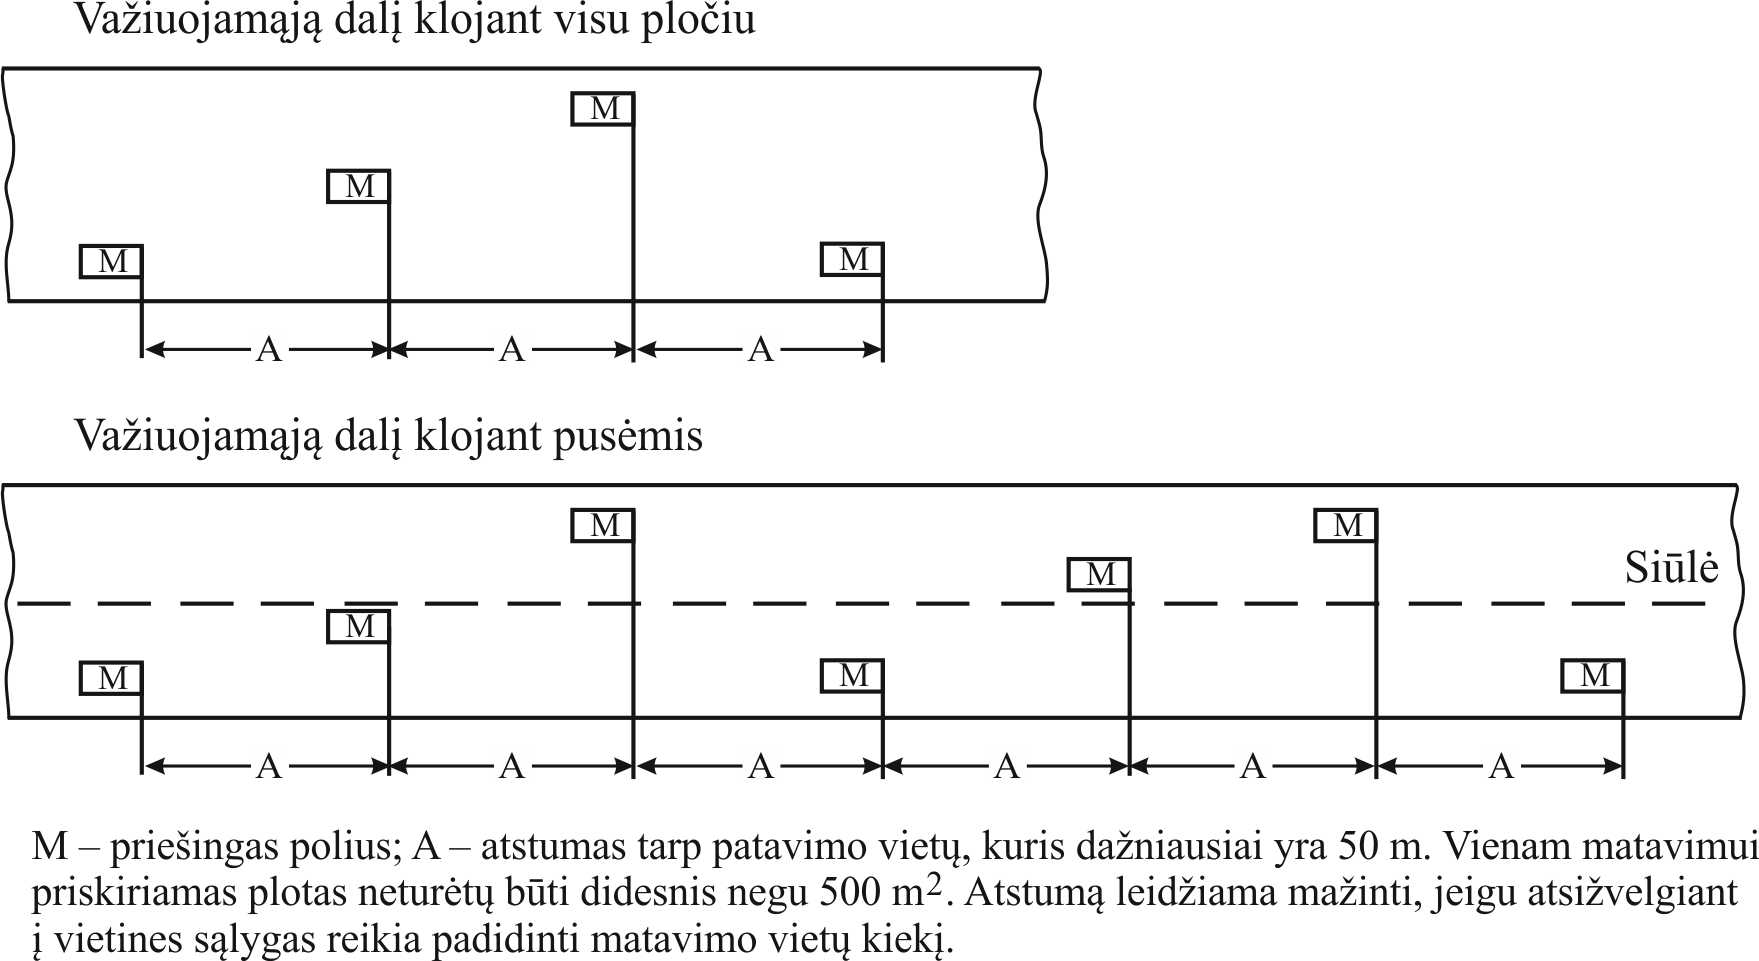 Važiuojamąją dalį klojant visu pločiu
M
M
M
M
A A A
Važiuojamąją dalį klojant pusėmis
M
M
M
Siūlė
M
M
M
M
A A A A A A
M – priešingas polius; A – atstumas tarp patavimo vietų, kuris dažniausiai yra 50 m. Vienam matavimui
priskiriamas plotas neturėtų būti didesnis negu 500 m². Atstumą leidžiama mažinti, jeigu atsižvelgiant
į vietines sąlygas reikia padidinti matavimo vietų kiekį.